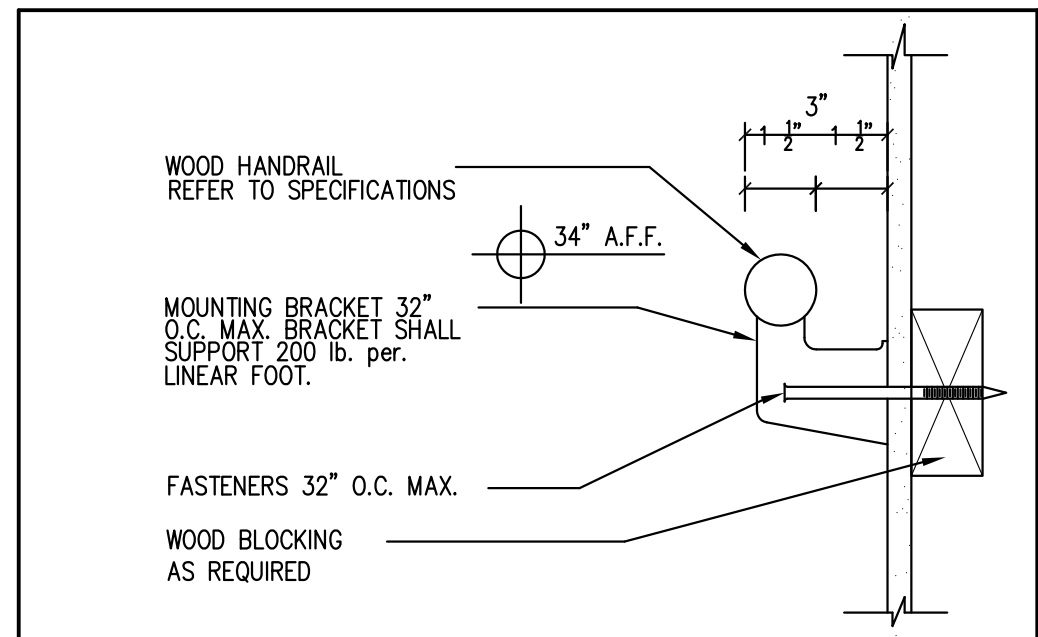 3"
1 1/2" 1 1/2"
WOOD HANDRAIL
REFER TO SPECIFICATIONS
34" A.F.F.
MOUNTING BRACKET 32"
O.C. MAX. BRACKET SHALL
SUPPORT 200 lb. per.
LINEAR FOOT.
FASTENERS 32" O.C. MAX.
WOOD BLOCKING
AS REQUIRED